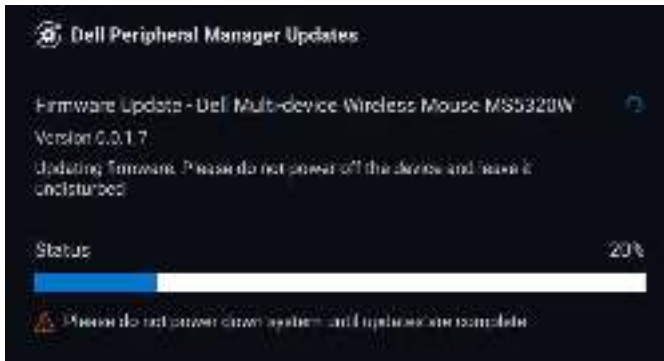 Dell Peripheral Manager Updates
Firmware Update - Dell Multi-device Wireless Mouse MS5320W
Version 0.0.1.7
Updating firmware. Please do not power off the device and leave it
undisturbed
Status 20%
Please do not power down system until updates are complete